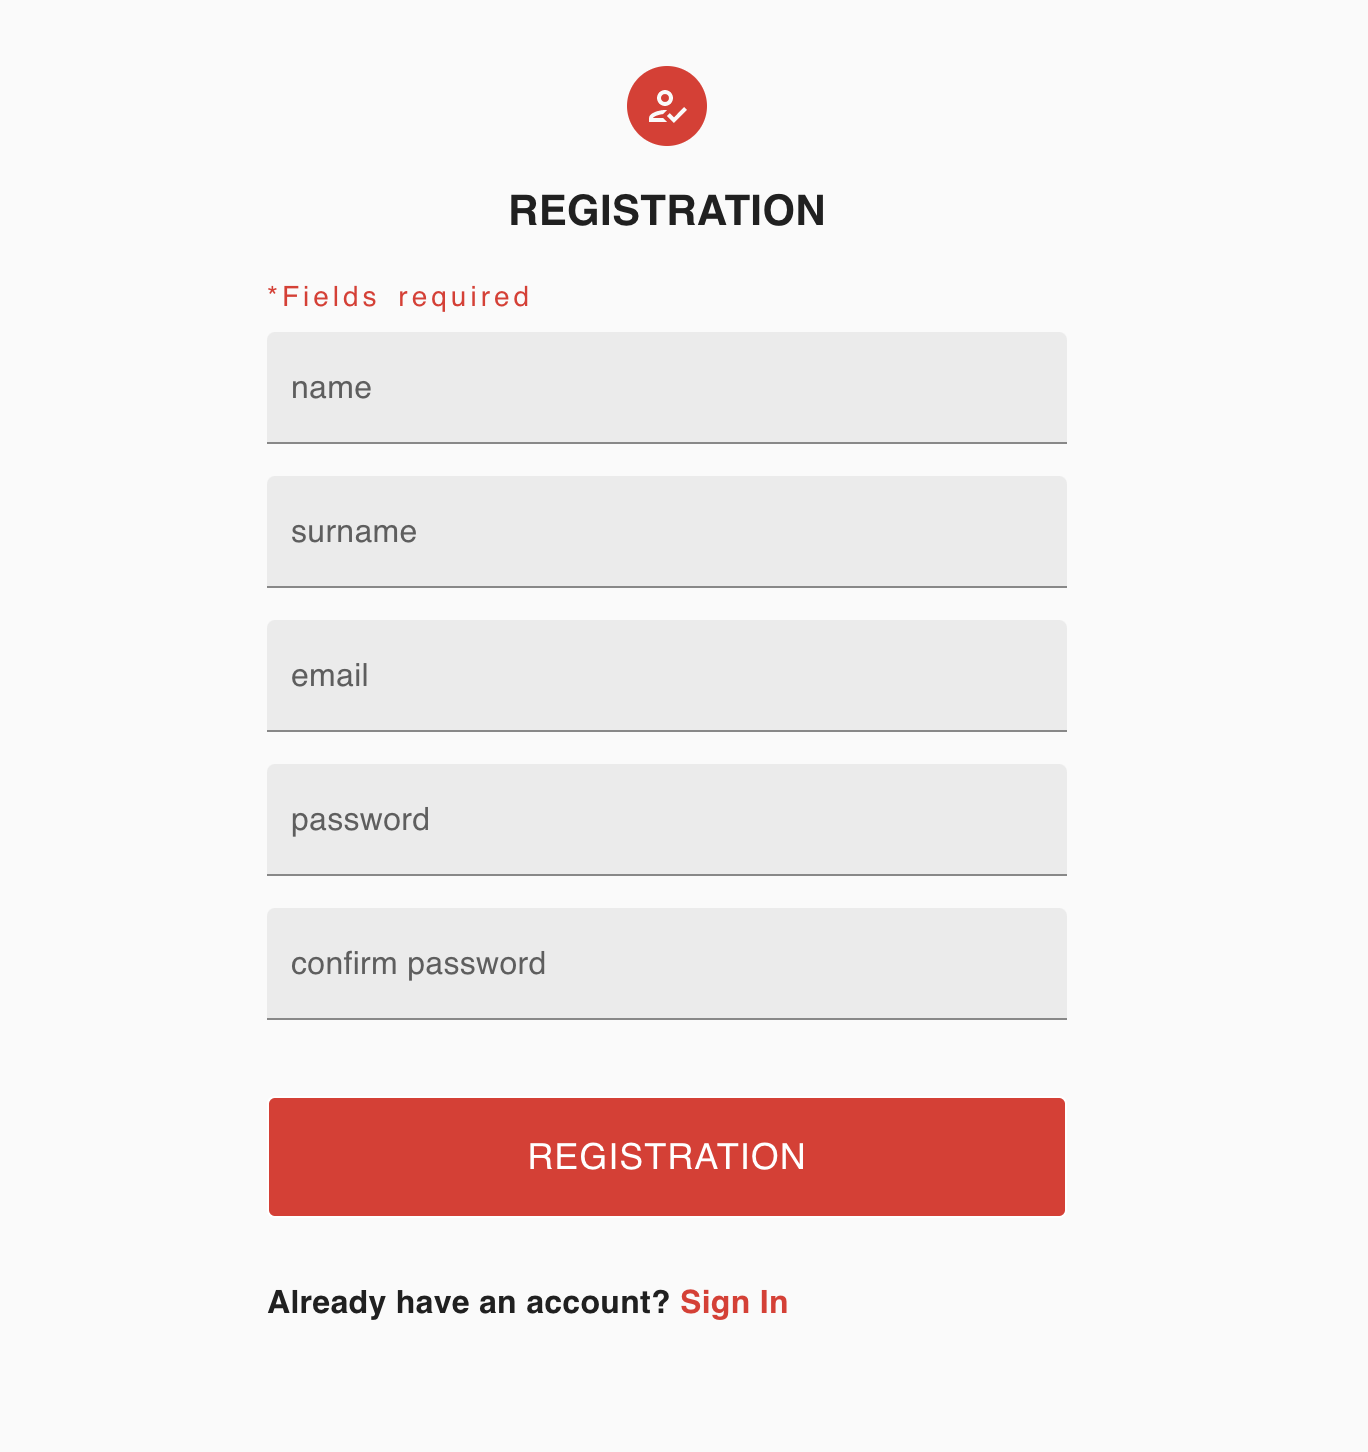 REGISTRATION
*Fields required
name
surname
email
password
confirm password
REGISTRATION
Already have an account? Sign In